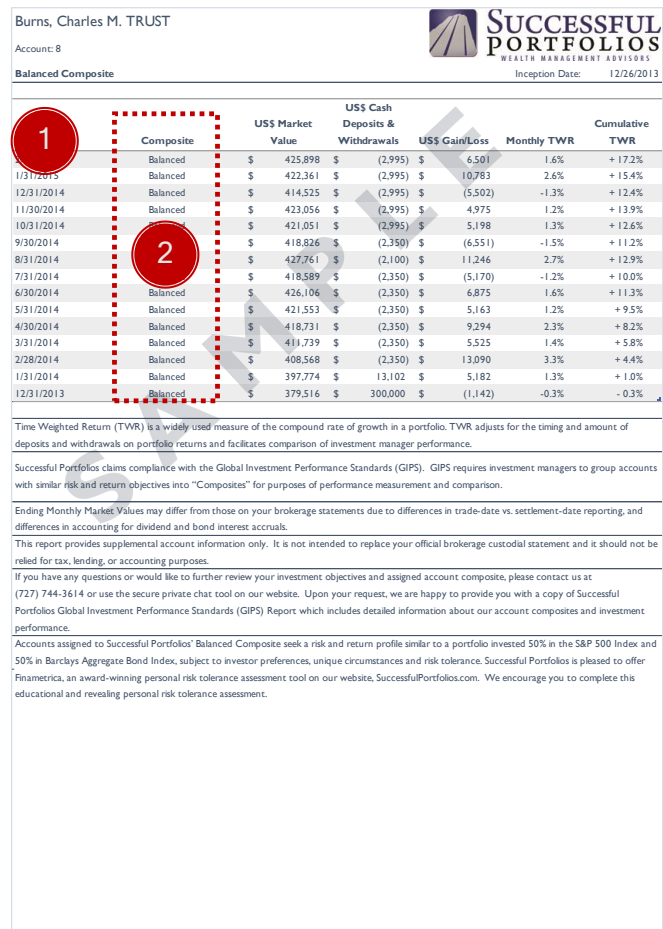 Burns, Charles M. TRUST
SUCCESSFUL
PORTFOLIOS
WEALTH MANAGEMENT ADVISORS
Account: 8
Balanced Composite Inception Date: 12/26/2013
1
Composite US$ Market Value US$ Cash Deposits & Withdrawals US$ Gain/Loss Monthly TWR Cumulative TWR
Balanced $ 425,898 $ (2,995) $ 6,501 1.6% + 17.2%
1/31/2015 Balanced $ 422,361 $ (2,995) $ 10,783 2.6% + 15.4%
12/31/2014 Balanced $ 414,525 $ (2,995) $ (5,502) -1.3% + 12.4%
11/30/2014 Balanced $ 423,056 $ (2,995) $ 4,975 1.2% + 13.9%
10/31/2014 Balanced $ 421,051 $ (2,995) $ 5,198 1.3% + 12.6%
9/30/2014 $ 418,826 $ (2,350) $ (6,551) -1.5% + 11.2%
2
8/31/2014 $ 427,761 $ (2,100) $ 11,246 2.7% + 12.9%
7/31/2014 $ 418,589 $ (2,350) $ (5,170) -1.2% + 10.0%
6/30/2014 Balanced $ 426,106 $ (2,350) $ 6,875 1.6% + 11.3%
5/31/2014 Balanced $ 421,553 $ (2,350) $ 5,163 1.2% + 9.5%
4/30/2014 Balanced $ 418,731 $ (2,350) $ 9,294 2.3% + 8.2%
3/31/2014 Balanced $ 411,739 $ (2,350) $ 5,525 1.4% + 5.8%
2/28/2014 Balanced $ 408,568 $ (2,350) $ 13,090 3.3% + 4.4%
1/31/2014 Balanced $ 397,774 $ 13,102 $ 5,182 1.3% + 1.0%
12/31/2013 Balanced $ 379,516 $ 300,000 $ (1,142) -0.3% - 0.3%
SAMPLE
Time Weighted Return (TWR) is a widely used measure of the compound rate of growth in a portfolio. TWR adjusts for the timing and amount of
deposits and withdrawals on portfolio returns and facilitates comparison of investment manager performance.
Successful Portfolios claims compliance with the Global Investment Performance Standards (GIPS). GIPS requires investment managers to group accounts
with similar risk and return objectives into “Composites” for purposes of performance measurement and comparison.
Ending Monthly Market Values may differ from those on your brokerage statements due to differences in trade-date vs. settlement-date reporting, and
differences in accounting for dividend and bond interest accruals.
This report provides supplemental account information only. It is not intended to replace your official brokerage custodial statement and it should not be
relied for tax, lending, or accounting purposes.
If you have any questions or would like to further review your investment objectives and assigned account composite, please contact us at
(727) 744-3614 or use the secure private chat tool on our website. Upon your request, we are happy to provide you with a copy of Successful
Portfolios Global Investment Performance Standards (GIPS) Report which includes detailed information about our account composites and investment
performance.
Accounts assigned to Successful Portfolios’ Balanced Composite seek a risk and return profile similar to a portfolio invested 50% in the S&P 500 Index and
50% in Barclays Aggregate Bond Index, subject to investor preferences, unique circumstances and risk tolerance. Successful Portfolios is pleased to offer
Finametrica, an award-winning personal risk tolerance assessment tool on our website, SuccessfulPortfolios.com. We encourage you to complete this
educational and revealing personal risk tolerance assessment.